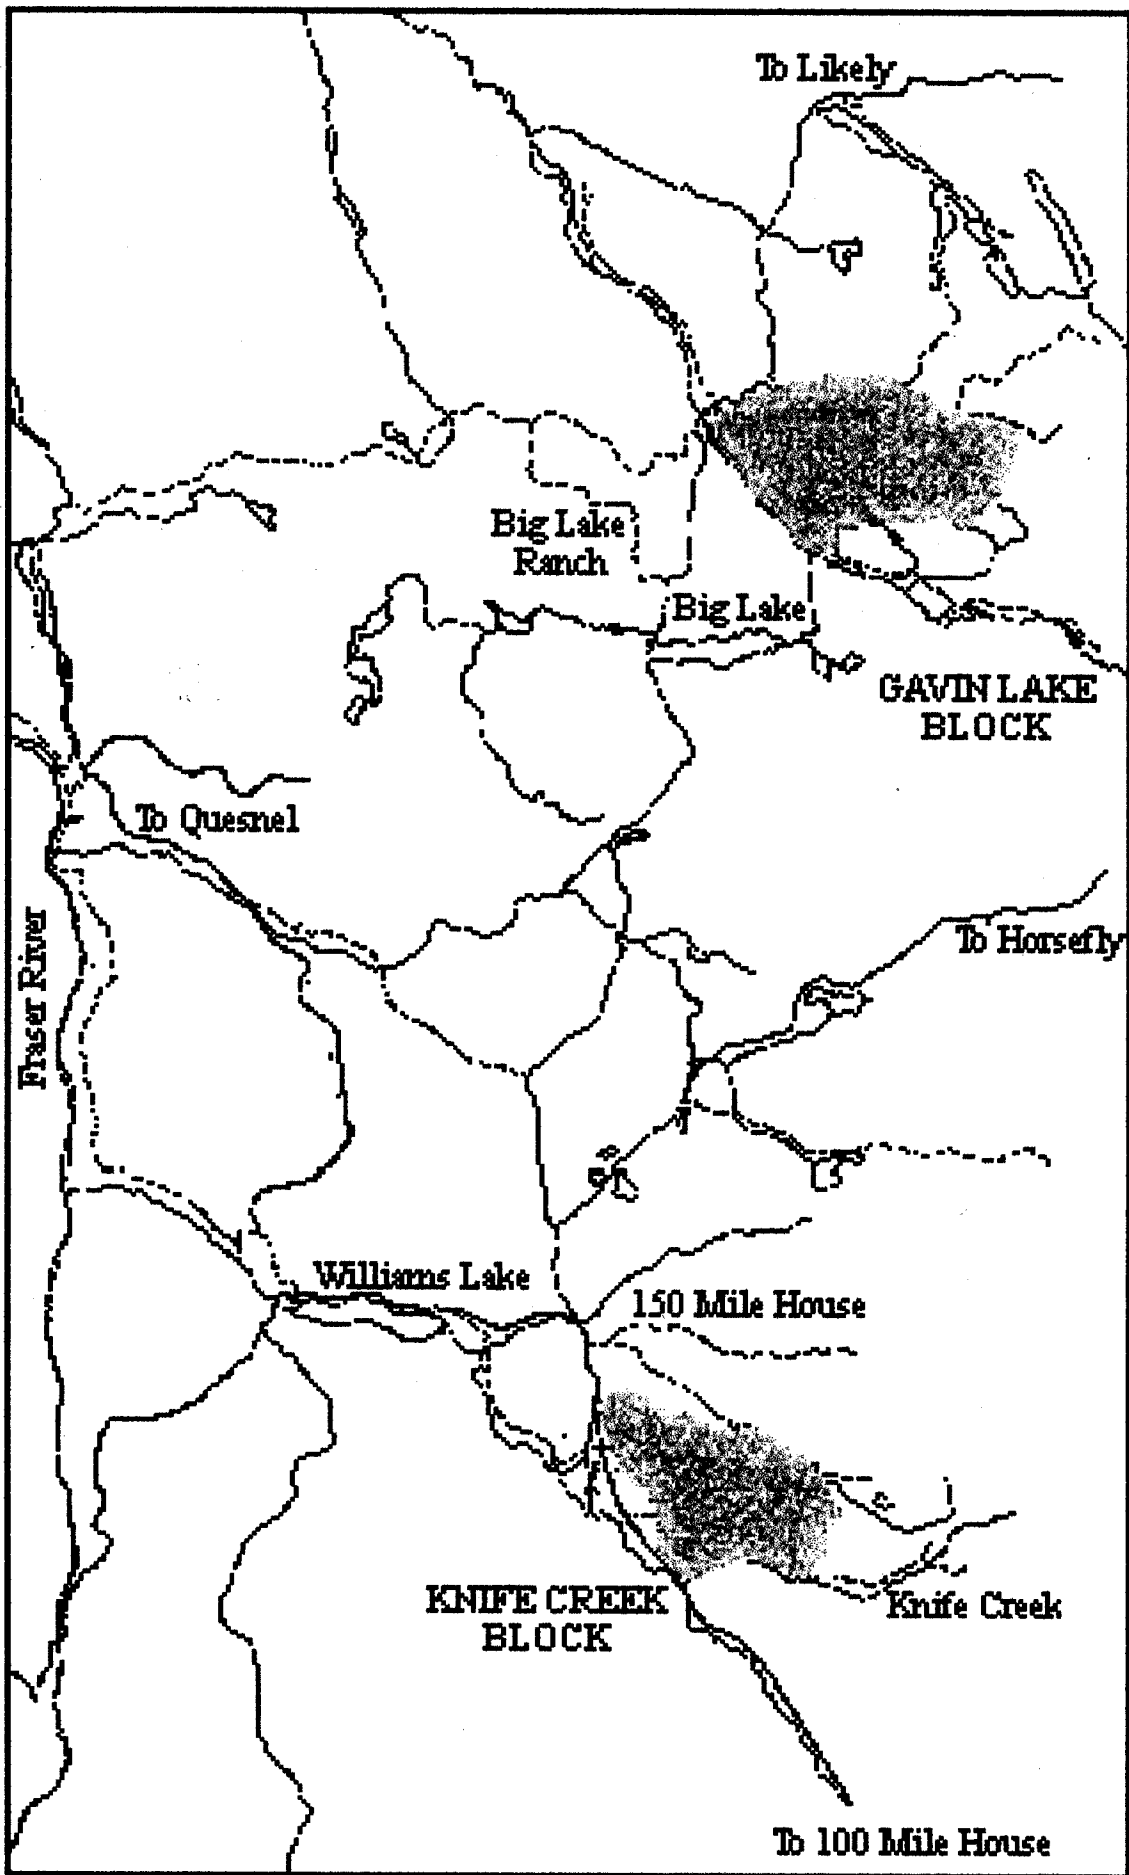 To Likely
Big Lake
Ranch
Big Lake
GAVIN LAKE
BLOCK
To Quesnel
Fraser River
To Horsefly
Williams Lake
150 Mile House
KNIFE CREEK
BLOCK
Knife Creek
To 100 Mile House